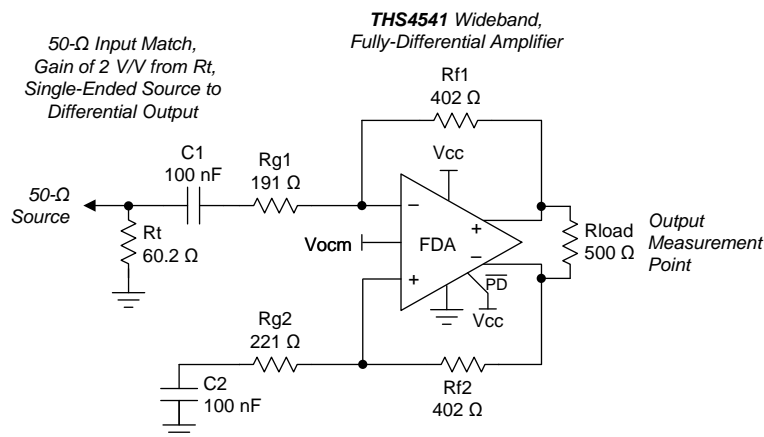 THS4541 Wideband,
Fully-Differential Amplifier
50-Ω Input Match,
Gain of 2 V/V from Rt,
Single-Ended Source to
Differential Output
Rf1
402 Ω
C1
100 nF
Rg1
191 Ω
Vcc
50-Ω
Source
Rt
60.2 Ω
−
+
Vocm
FDA
+
−
PD
Vcc
Rload
500 Ω
Output
Measurement
Point
Rg2
221 Ω
C2
100 nF
Rf2
402 Ω